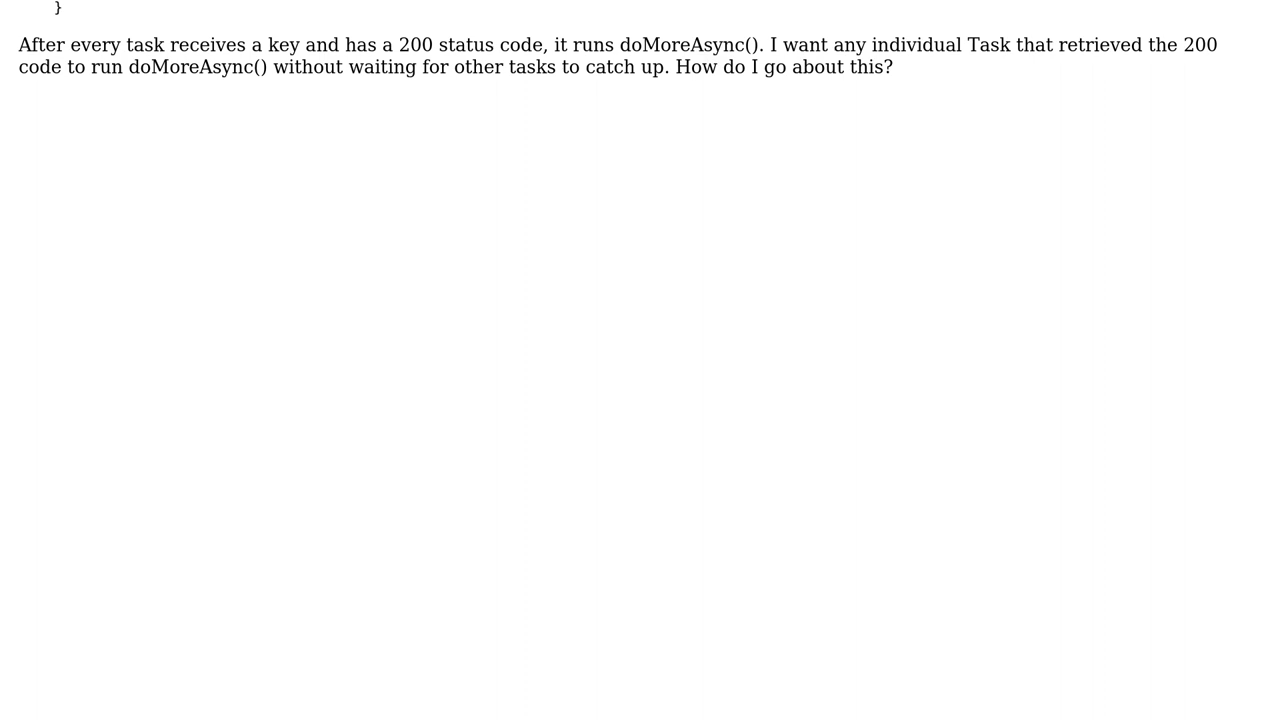 }
After every task receives a key and has a 200 status code, it runs doMoreAsync(). I want any individual Task that retrieved the 200
code to run doMoreAsync() without waiting for other tasks to catch up. How do I go about this?